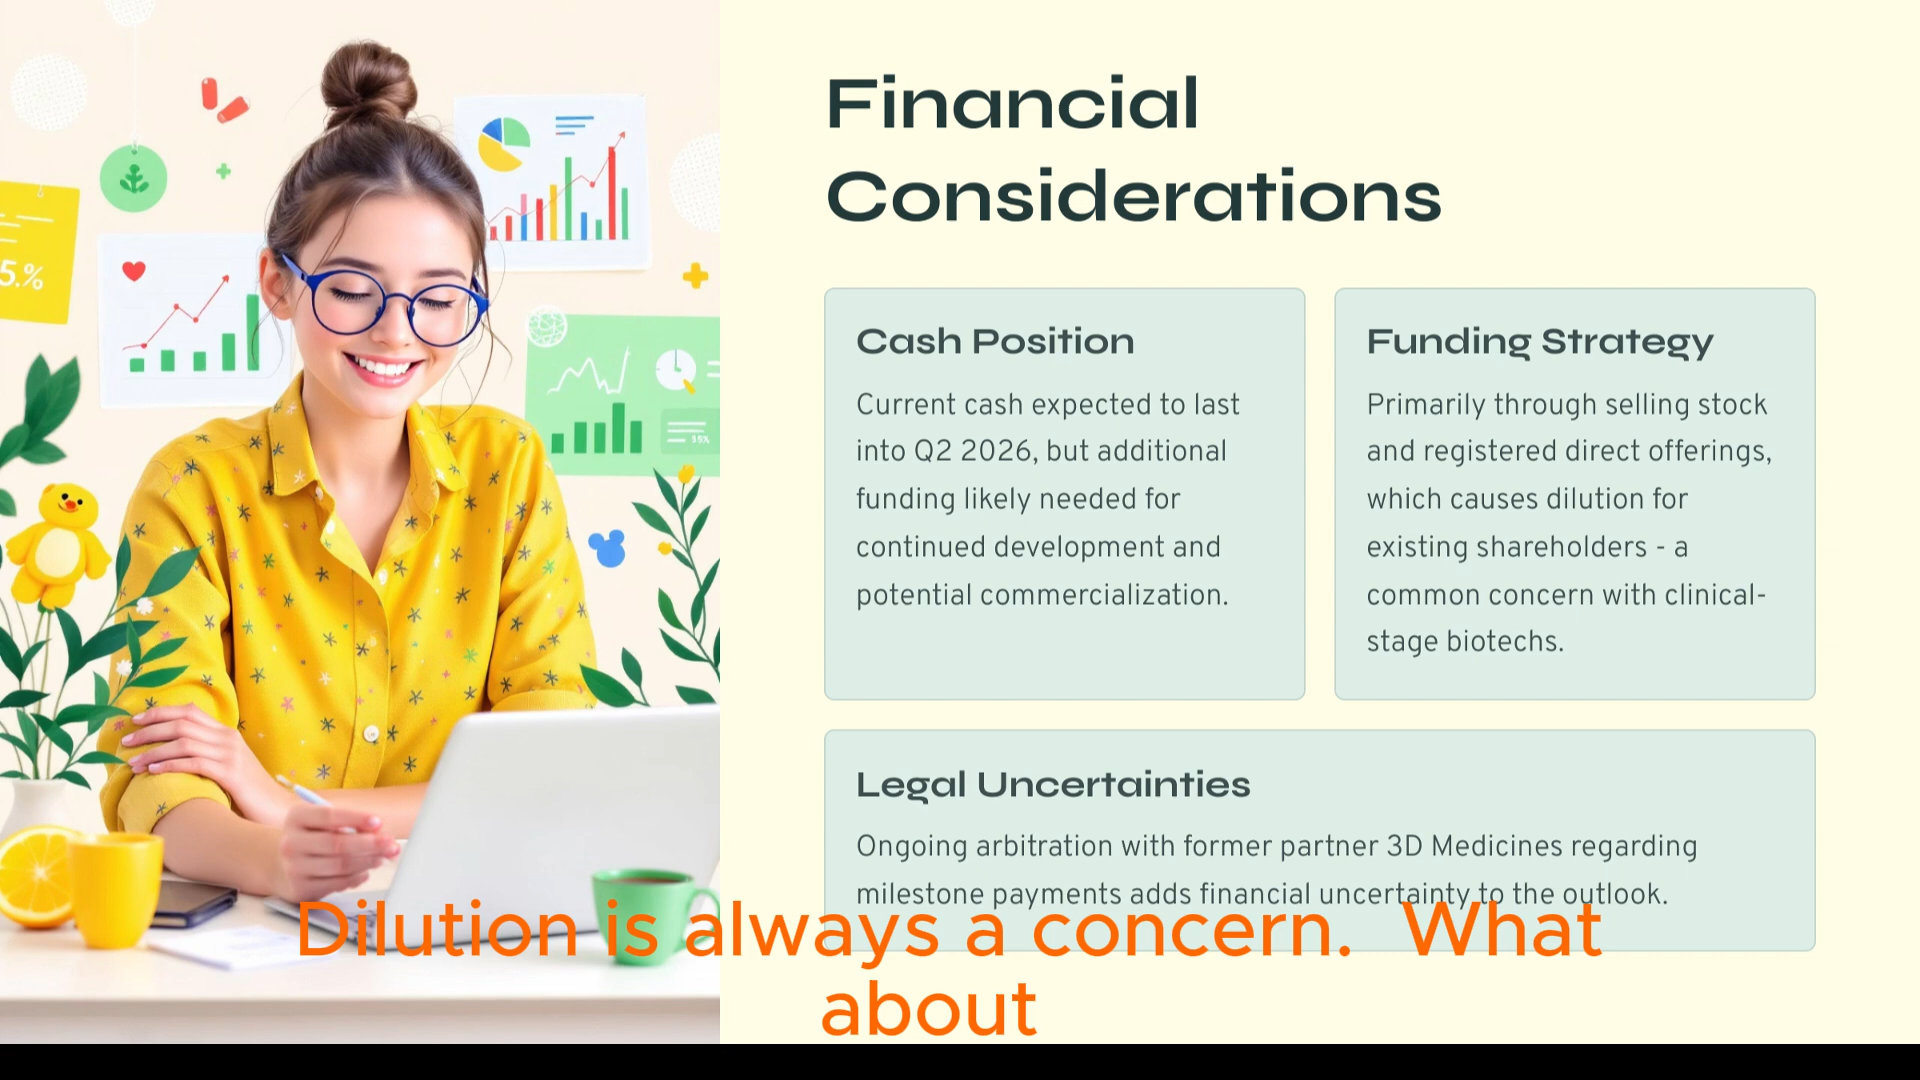 Financial
Considerations
Cash Position
Current cash expected to last
into Q2 2026, but additional
funding likely needed for
continued development and
potential commercialization.
Funding Strategy
Primarily through selling stock
and registered direct offerings,
which causes dilution for
existing shareholders - a
common concern with clinical-
stage biotechs.
Legal Uncertainties
Ongoing arbitration with former partner 3D Medicines regarding
milestone payments adds financial uncertainty to the outlook.
Dilution is always a concern.  What
about
5.%
35%